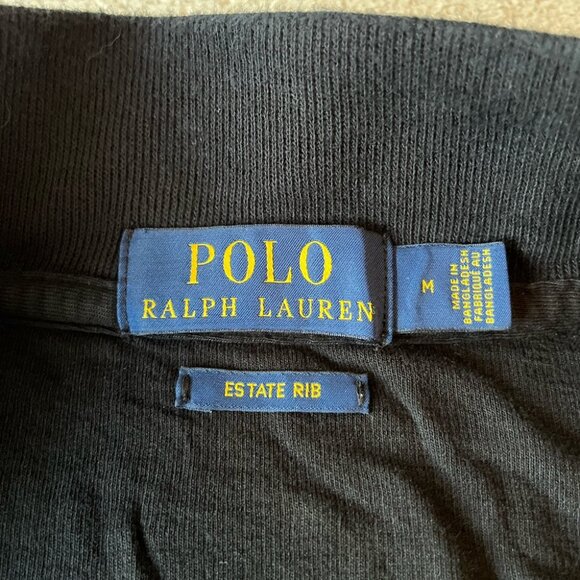 POLO
RALPH LAUREN
M
MADE IN
BANGLADESH
FABRIQUÉ AU
BANGLADESH
ESTATE RIB